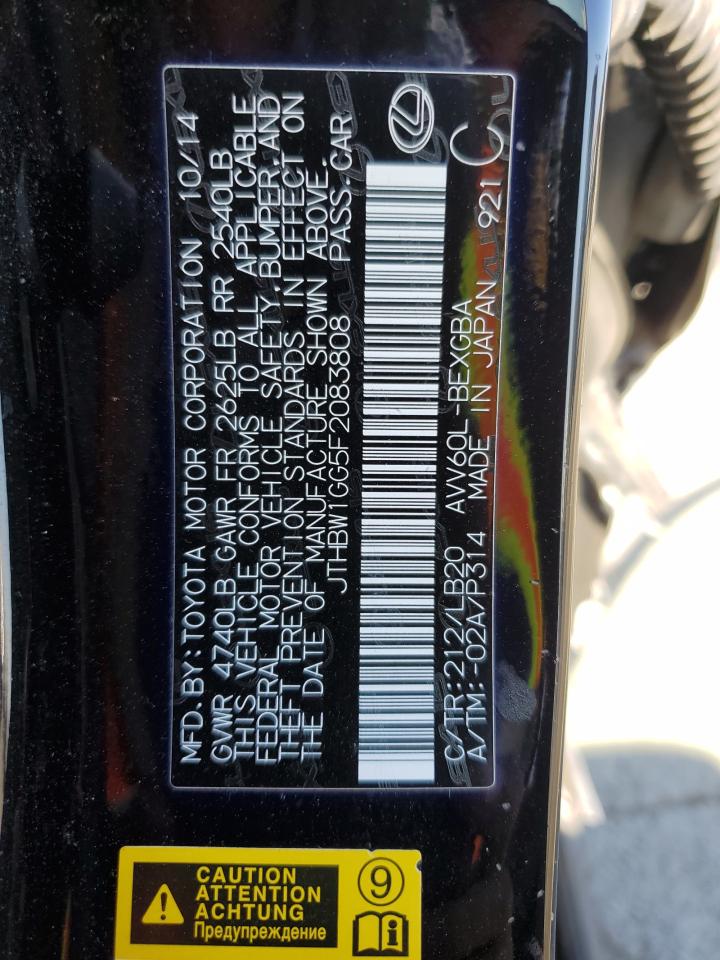 MFD. BY: TOYOTA MOTOR CORPORATION 10/14
GVWR 4740LB GAWR FR 2625LB RR 2540LB
THIS VEHICLE CONFORMS TO ALL APPLICABLE
FEDERAL MOTOR VEHICLE SAFETY, BUMPER, AND
THEFT PREVENTION STANDARDS IN EFFECT ON
THE DATE OF MANUFACTURE SHOWN ABOVE.
JTHBW1GG5F2083808 PASS. CAR
C/TR: 212/LB20 AVV60L-BEXGBA
A/TM: -02A/P314 MADE IN JAPAN 921 C
CAUTION
ATTENTION
ACHTUNG
Предупреждение
9